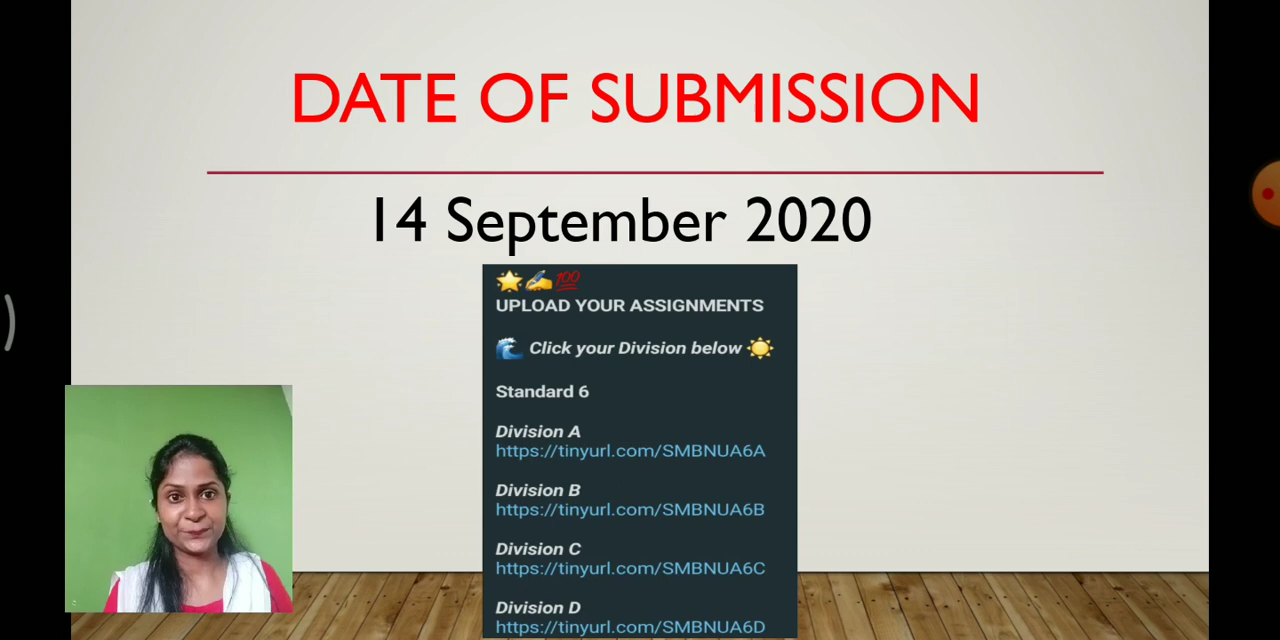 DATE OF SUBMISSION
14 September 2020
UPLOAD YOUR ASSIGNMENTS
Click your Division below
Standard 6
Division A
https://tinyurl.com/SMBNUA6A
Division B
https://tinyurl.com/SMBNUA6B
Division C
https://tinyurl.com/SMBNUA6C
Division D
https://tinyurl.com/SMBNUA6D